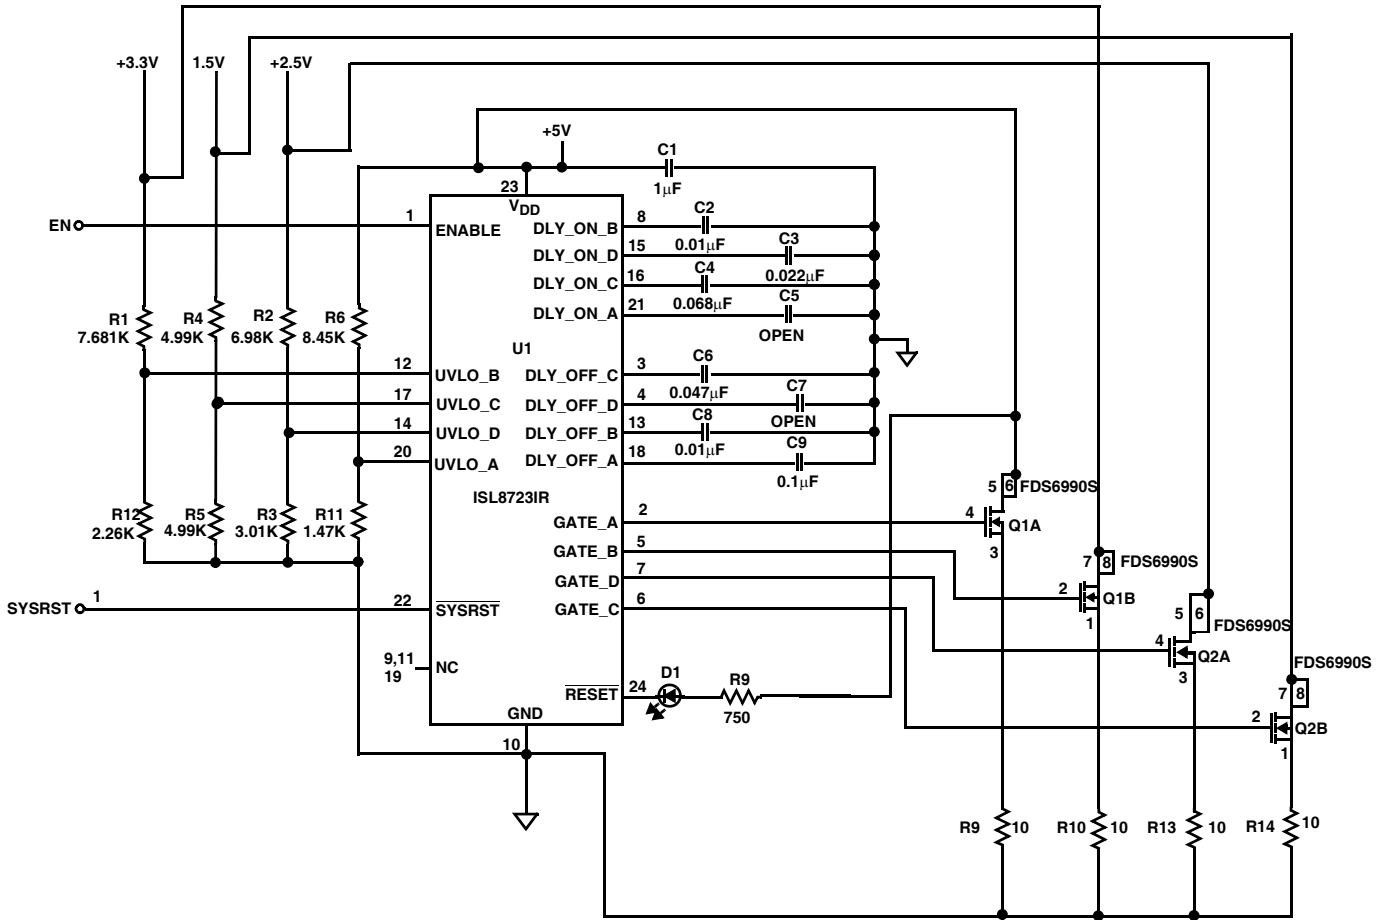 +3.3V
1.5V
+2.5V
+5V
C1
1µF
23
VDD
EN
1
ENABLE
DLY_ON_B
8
C2
0.01µF
DLY_ON_D
15
C3
0.022µF
DLY_ON_C
16
C4
0.068µF
DLY_ON_A
21
C5
OPEN
R1
7.681K
R4
4.99K
R2
6.98K
R6
8.45K
U1
12
UVLO_B
DLY_OFF_C
3
C6
0.047µF
17
UVLO_C
DLY_OFF_D
4
C7
OPEN
14
UVLO_D
DLY_OFF_B
13
C8
0.01µF
20
UVLO_A
DLY_OFF_A
18
C9
0.1µF
ISL8723IR
R12
2.26K
R5
4.99K
R3
3.01K
R11
1.47K
GATE_A
2
GATE_B
5
GATE_D
7
GATE_C
6
5
6
FDS6990S
4
Q1A
3
7
8
FDS6990S
2
Q1B
1
5
6
FDS6990S
4
Q2A
3
FDS6990S
7
8
2
Q2B
1
SYSRST
1
22
SYSRST
9,11
19
NC
RESET
24
D1
R9
750
GND
10
R9
10
R10
10
R13
10
R14
10